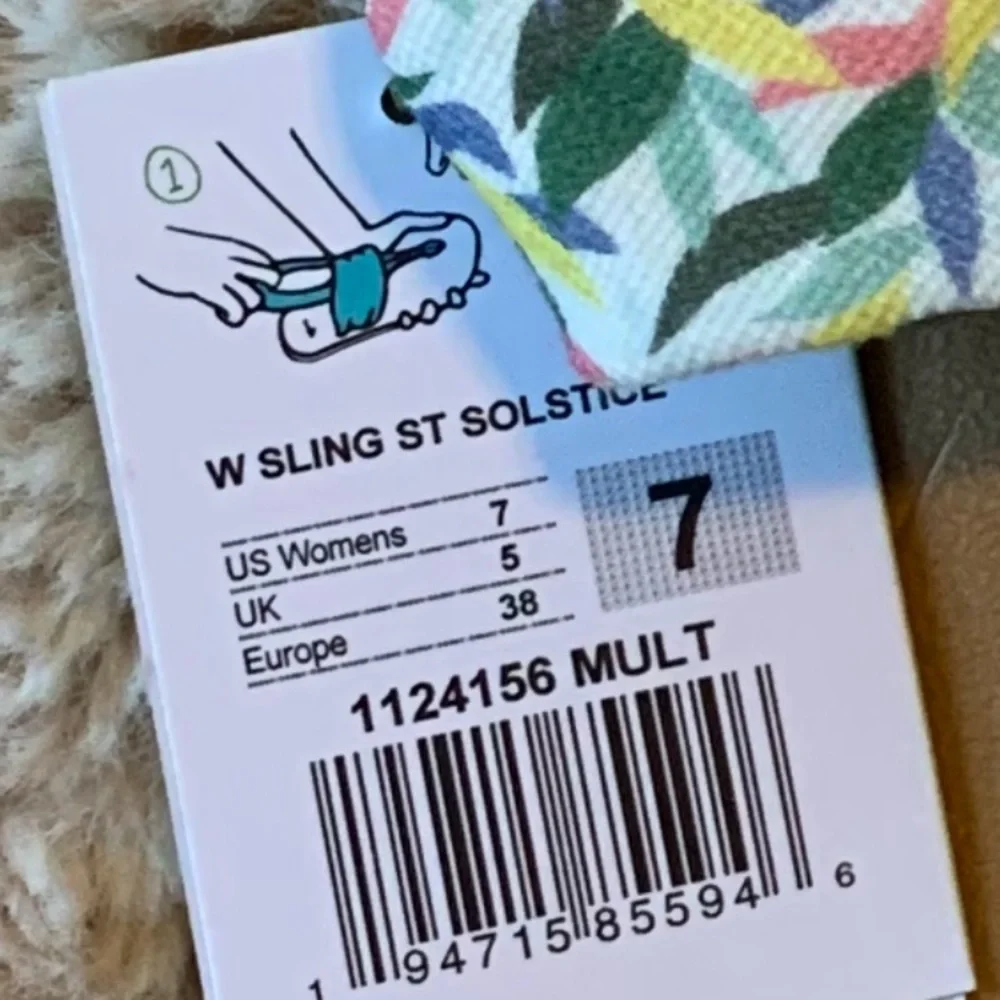 1
W SLING ST SOLSTICE
US Womens 7
UK 5
Europe 38
7
1124156 MULT
1 94715 85594 6